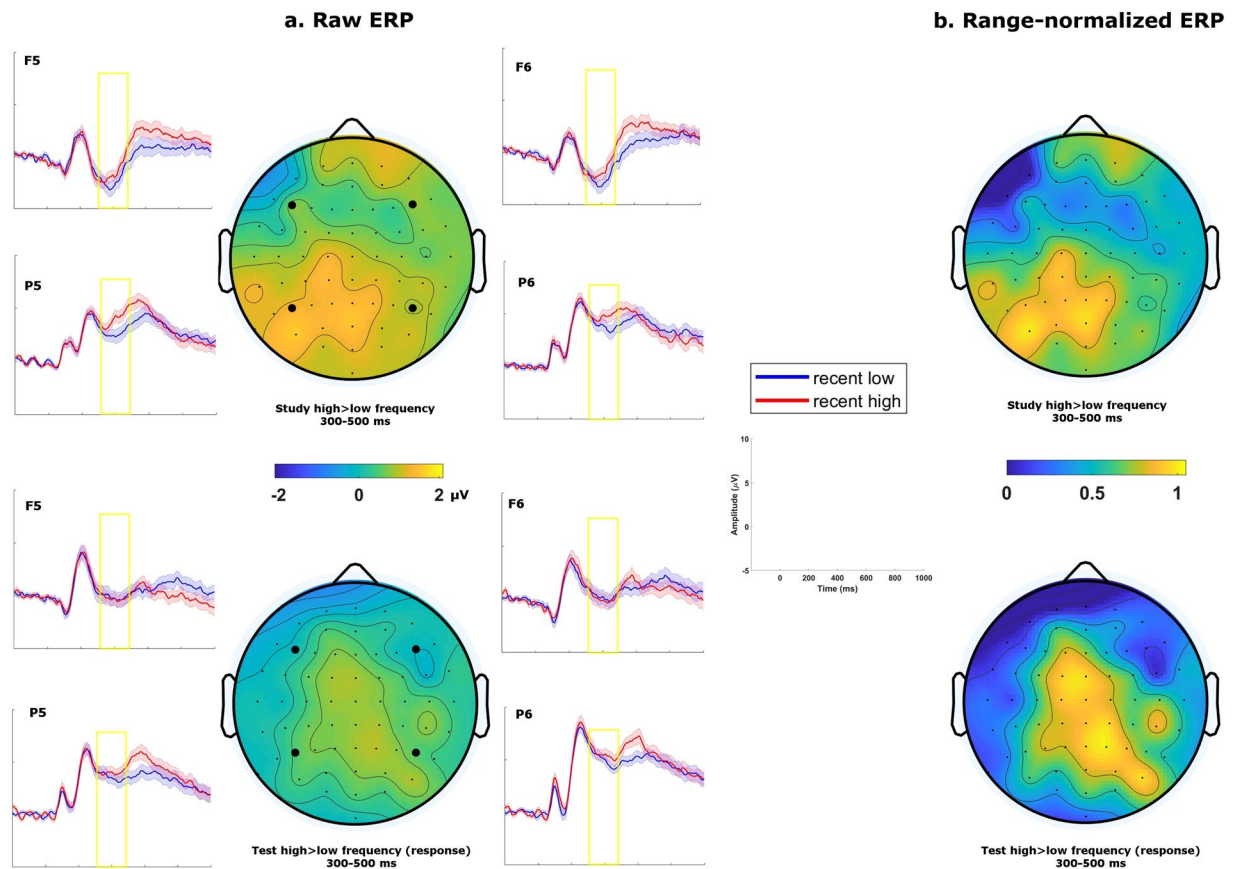 a. Raw ERP
b. Range-normalized ERP
F5
F6
P5
P6
Study high>low frequency
300-500 ms
recent low
recent high
Study high>low frequency
300-500 ms
-2 0 2 μV
0 0.5 1
10
5
0
-5
Amplitude (μV)
0 200 400 600 800 1000
Time (ms)
F5
F6
P5
P6
Test high>low frequency (response)
300-500 ms
Test high>low frequency (response)
300-500 ms